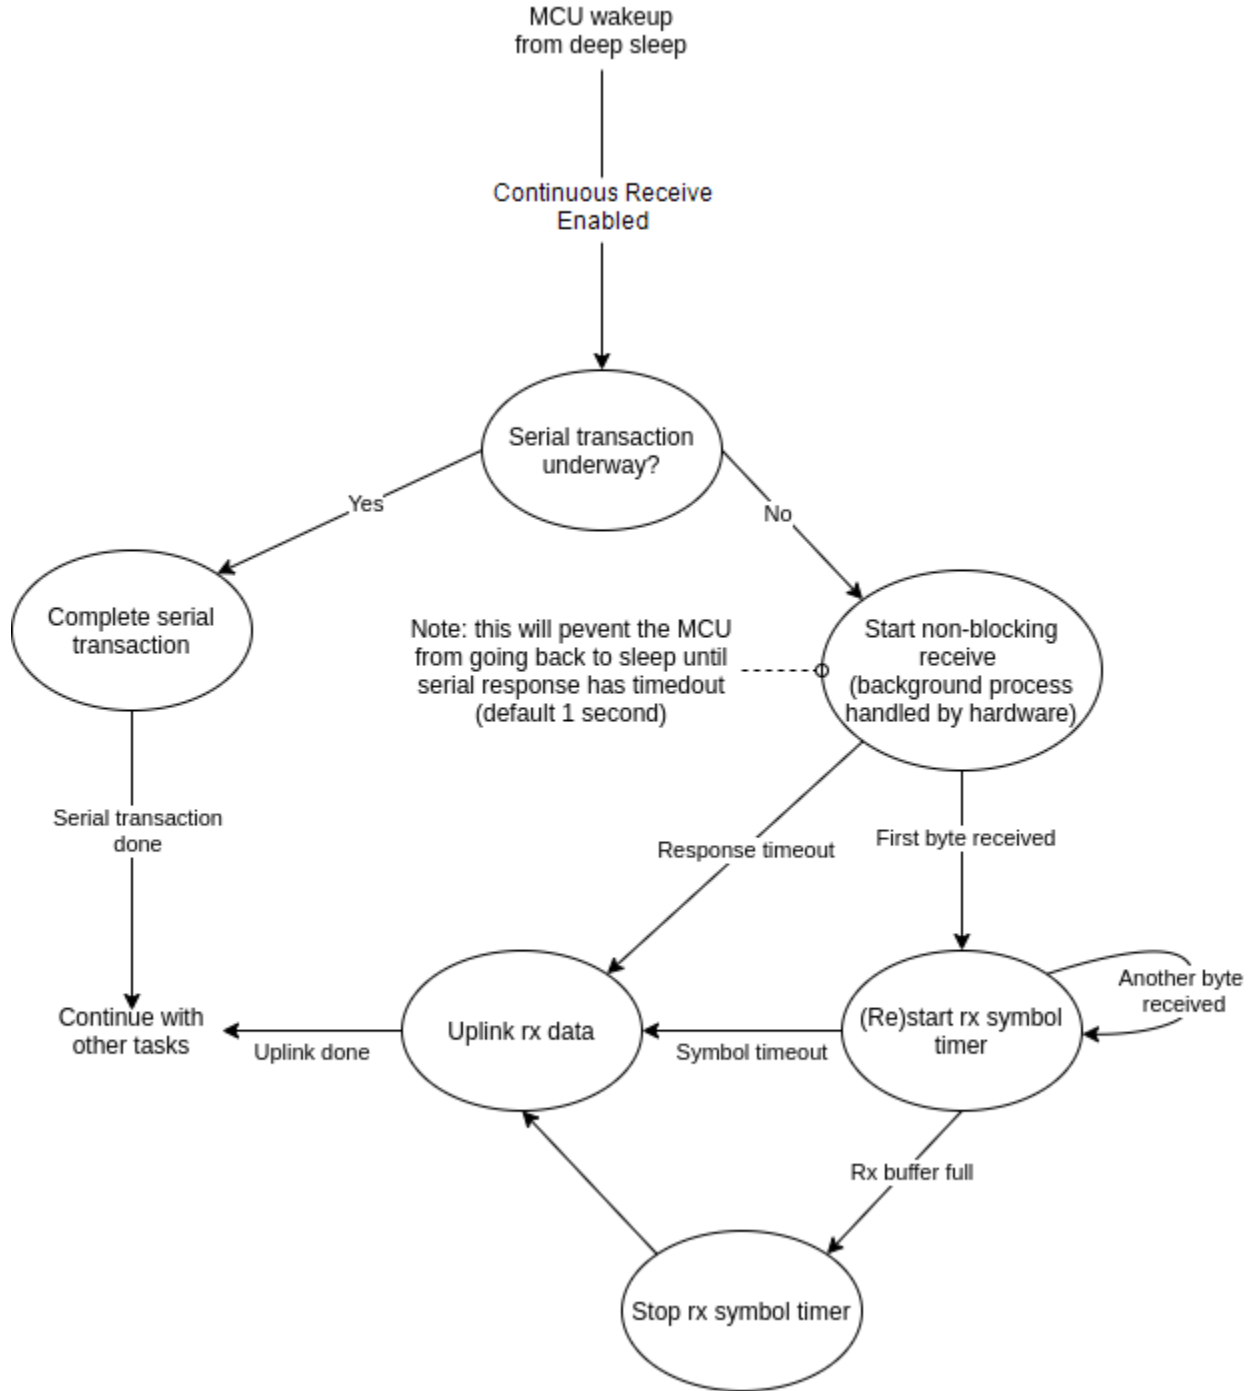 MCU wakeup
from deep sleep
Continuous Receive
Enabled
Serial transaction
underway?
Yes
No
Complete serial
transaction
Note: this will pevent the MCU
from going back to sleep until
serial response has timedout
(default 1 second)
Start non-blocking
receive
(background process
handled by hardware)
Serial transaction
done
Response timeout
First byte received
Another byte
received
Continue with
other tasks
Uplink done
Uplink rx data
Symbol timeout
(Re)start rx symbol
timer
Rx buffer full
Stop rx symbol timer